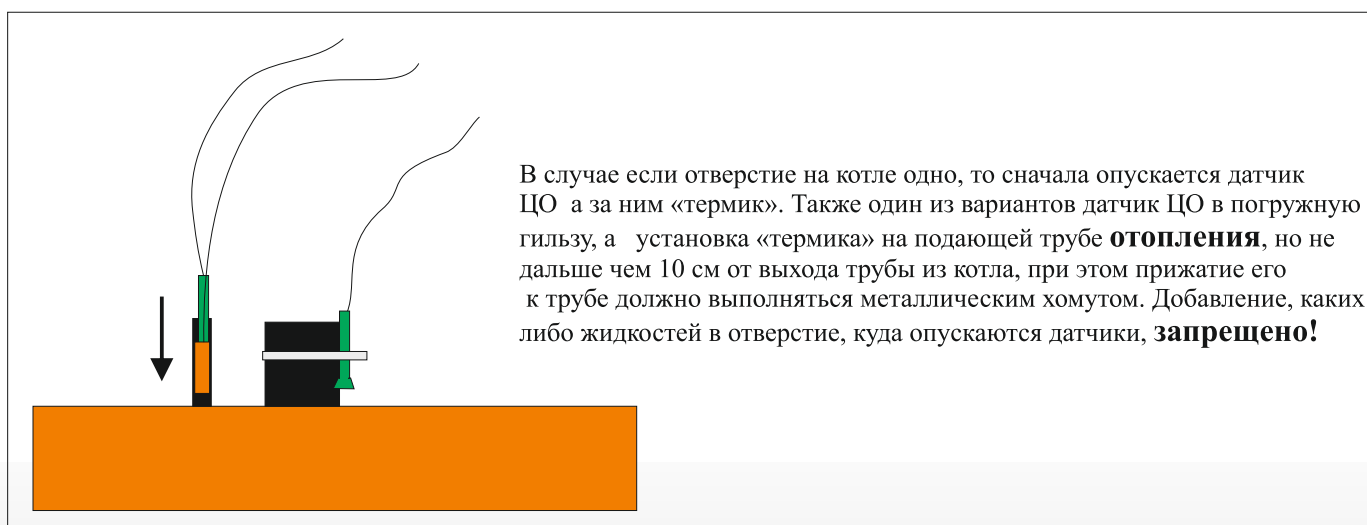 В случае если отверстие на котле одно, то сначала опускается датчик
ЦО а за ним «термик». Также один из вариантов датчик ЦО в погружную
гильзу, а установка «термика» на подающей трубе отопления, но не
дальше чем 10 см от выхода трубы из котла, при этом прижатие его
к трубе должно выполняться металлическим хомутом. Добавление, каких
либо жидкостей в отверстие, куда опускаются датчики, запрещено!